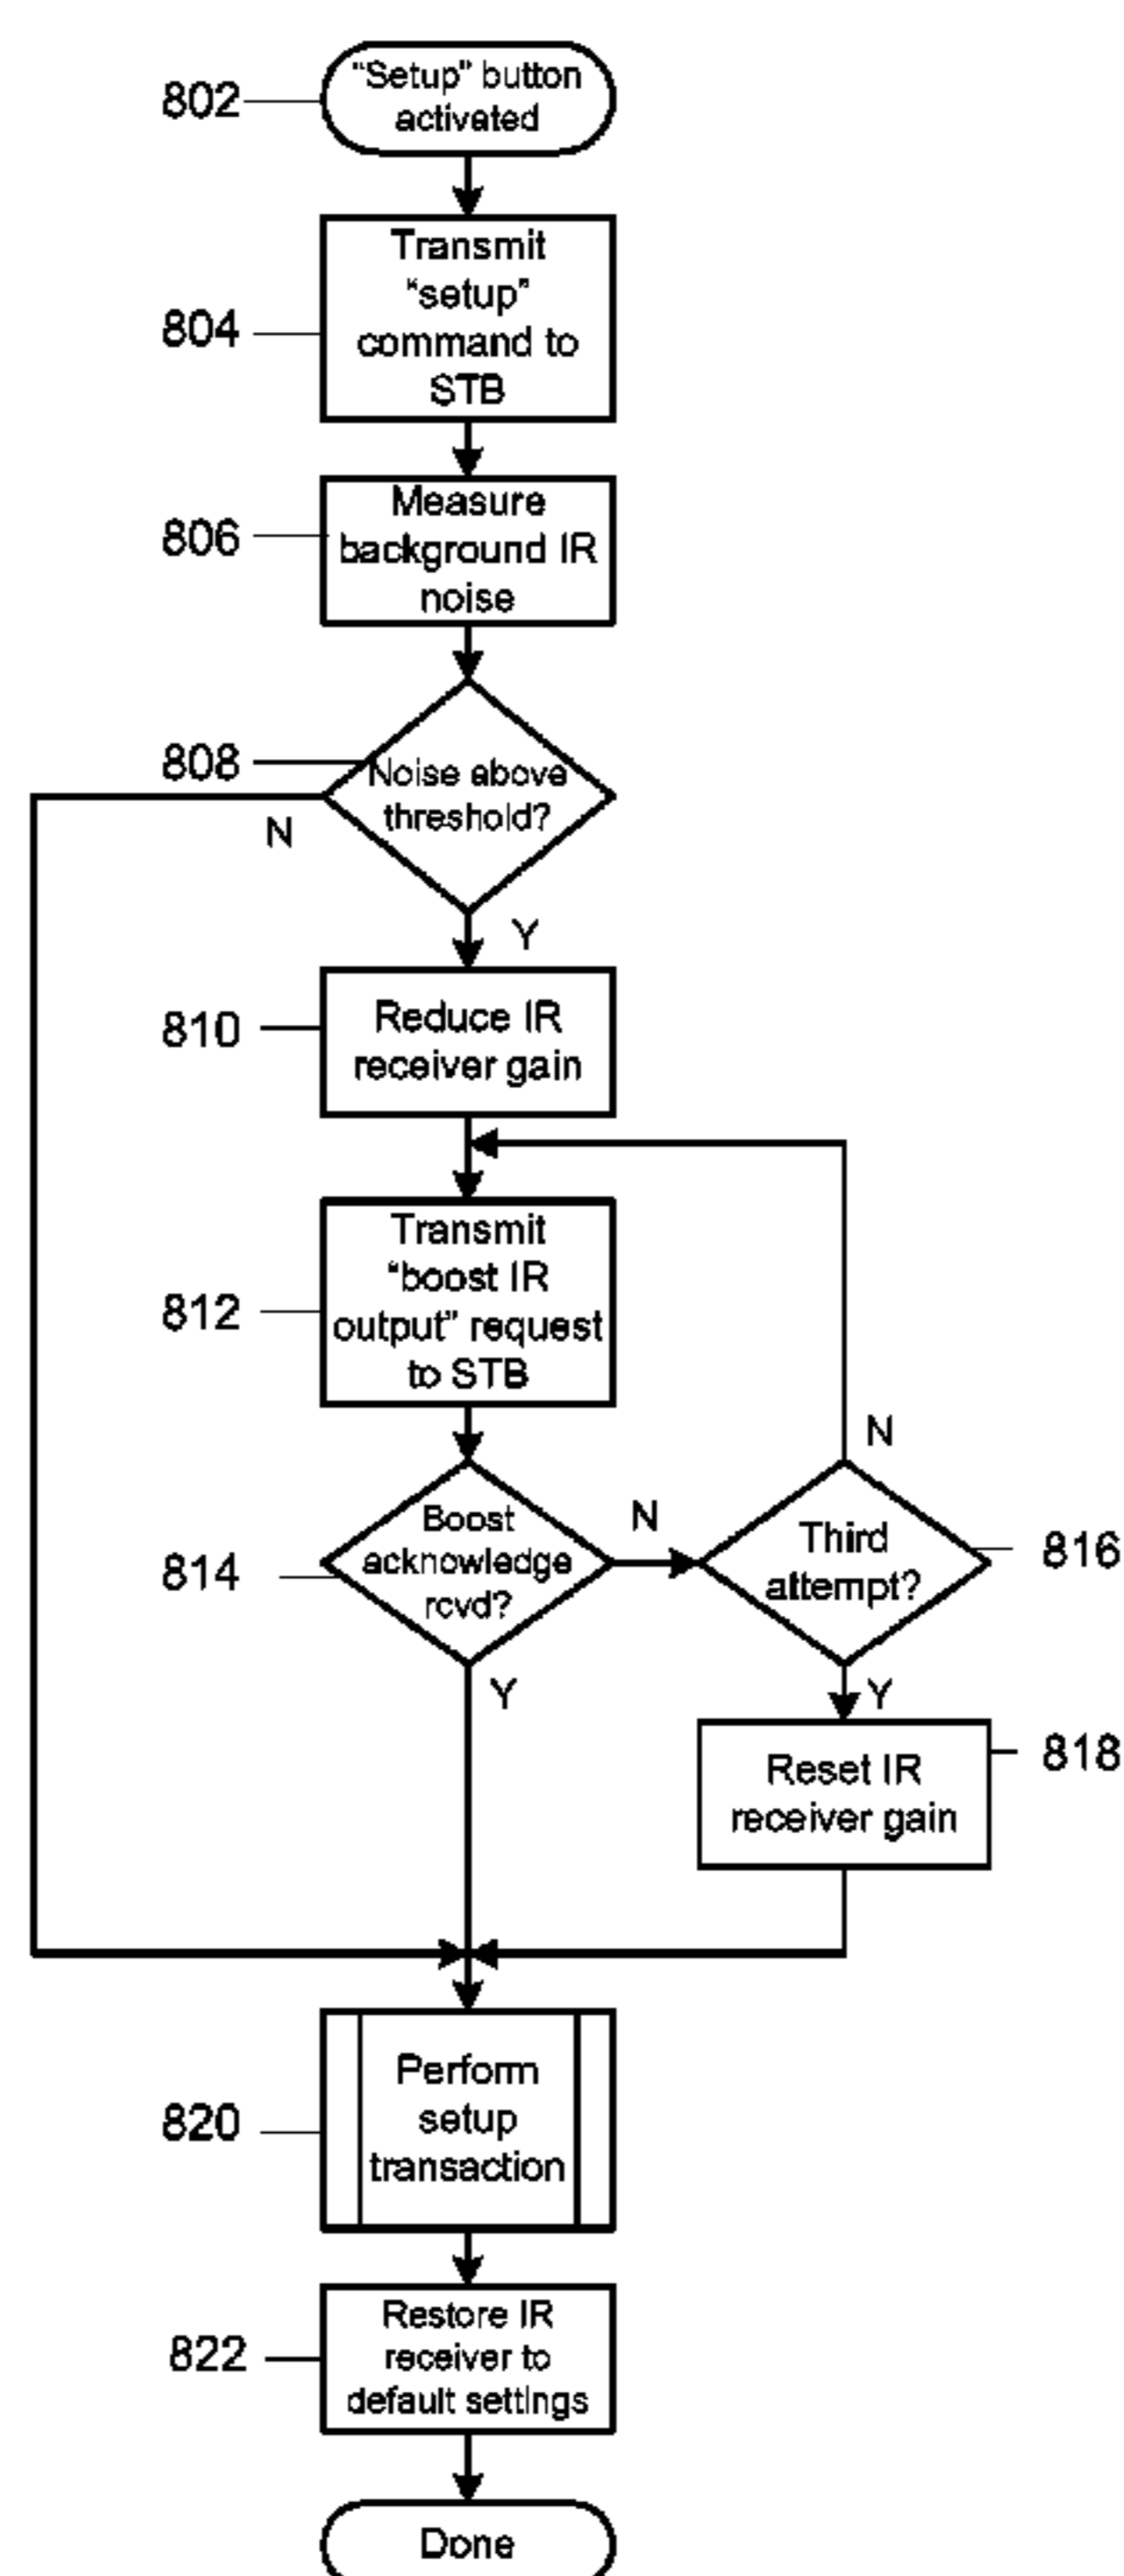 802
“Setup” button
activated
804
Transmit
“setup”
command to
STB
806
Measure
background IR
noise
808
Noise above
threshold?
N
Y
810
Reduce IR
receiver gain
812
Transmit
“boost IR
output” request
to STB
N
814
Boost
acknowledge
rcvd?
N
Third
attempt?
816
Y
Y
Reset IR
receiver gain
818
820
Perform
setup
transaction
822
Restore IR
receiver to
default settings
Done